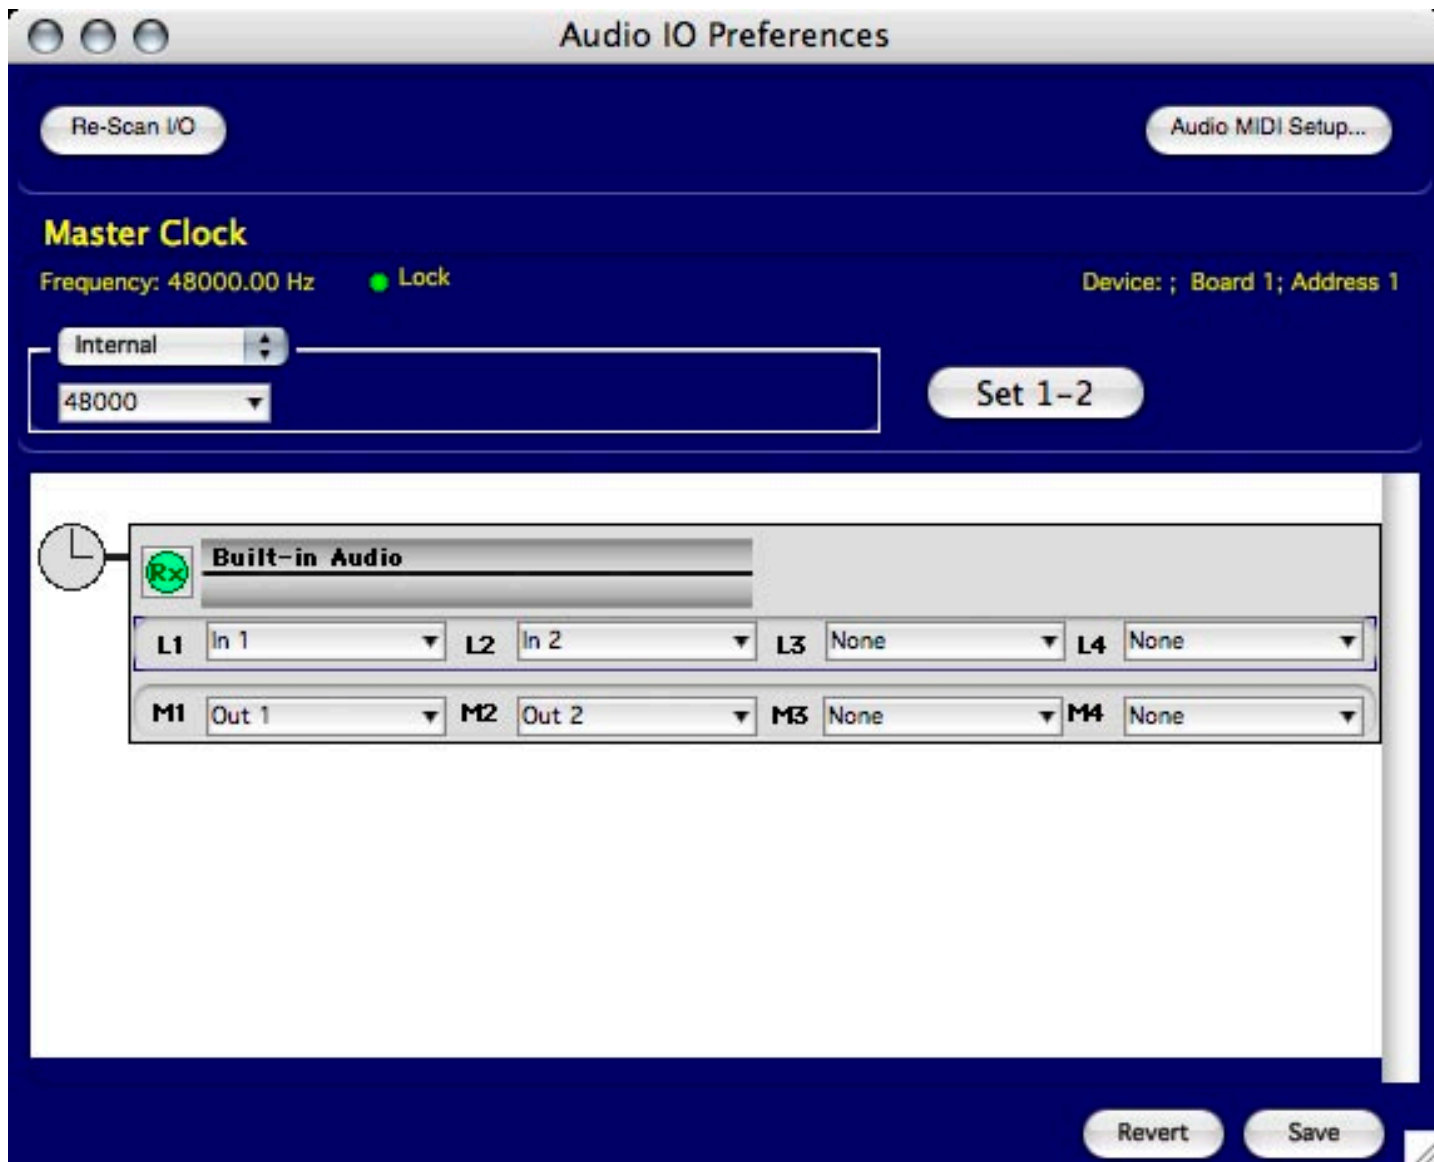 Audio IO Preferences
Re-Scan I/O
Audio MIDI Setup...
Master Clock
Frequency: 48000.00 Hz
Lock
Device: ; Board 1; Address 1
Internal
48000
Set 1-2
Rx
Built-in Audio
L1 In 1 L2 In 2 L3 None L4 None
M1 Out 1 M2 Out 2 M3 None M4 None
Revert
Save